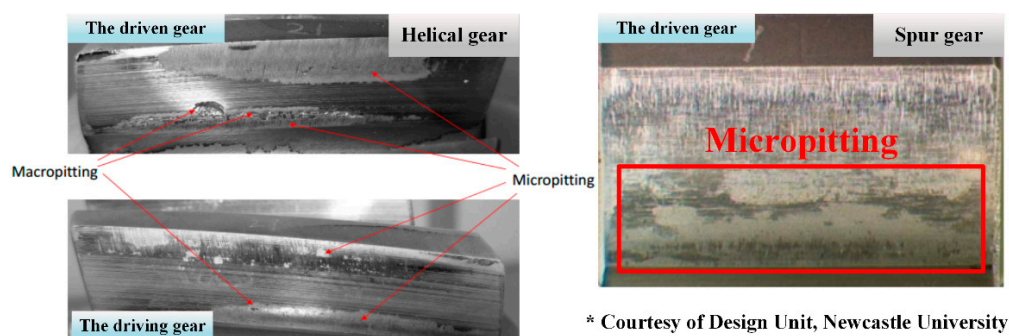 The driven gear
Helical gear
Macropitting
Micropitting
The driving gear
The driven gear
Spur gear
Micropitting
* Courtesy of Design Unit, Newcastle University